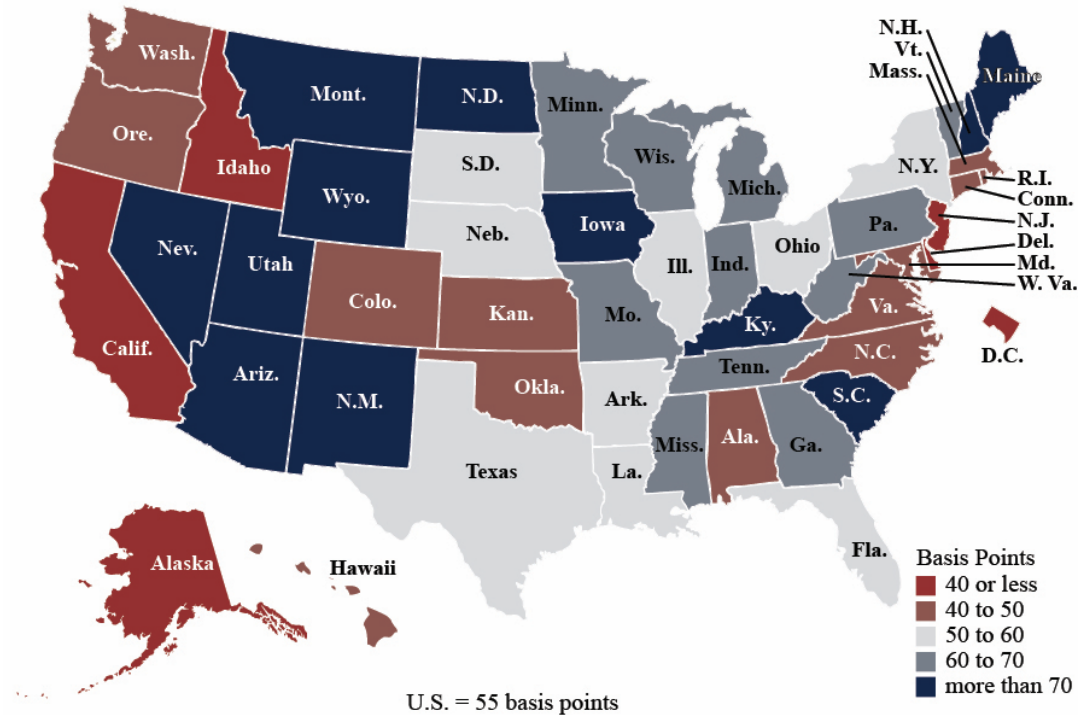 N.H.
Vt.
Mass.
Wash.
Mont.
N.D.
Minn.
Maine
Ore.
Idaho
S.D.
Wis.
Mich.
N.Y.
R.I.
Conn.
N.J.
Del.
Md.
W. Va.
Wyo.
Nev.
Utah
Neb.
Iowa
Ill.
Ind.
Ohio
Pa.
Calif.
Colo.
Kan.
Mo.
Ky.
Va.
D.C.
Ariz.
N.M.
Okla.
Ark.
Tenn.
N.C.
S.C.
Texas
La.
Miss.
Ala.
Ga.
Fla.
Alaska
Hawaii
Basis Points
40 or less
40 to 50
50 to 60
60 to 70
more than 70
U.S. = 55 basis points